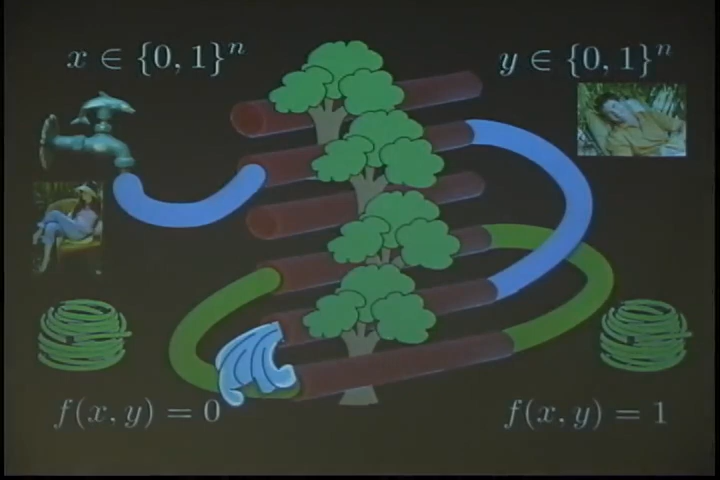 x ∈ {0, 1}ⁿ
y ∈ {0, 1}ⁿ
f(x, y) = 0
f(x, y) = 1